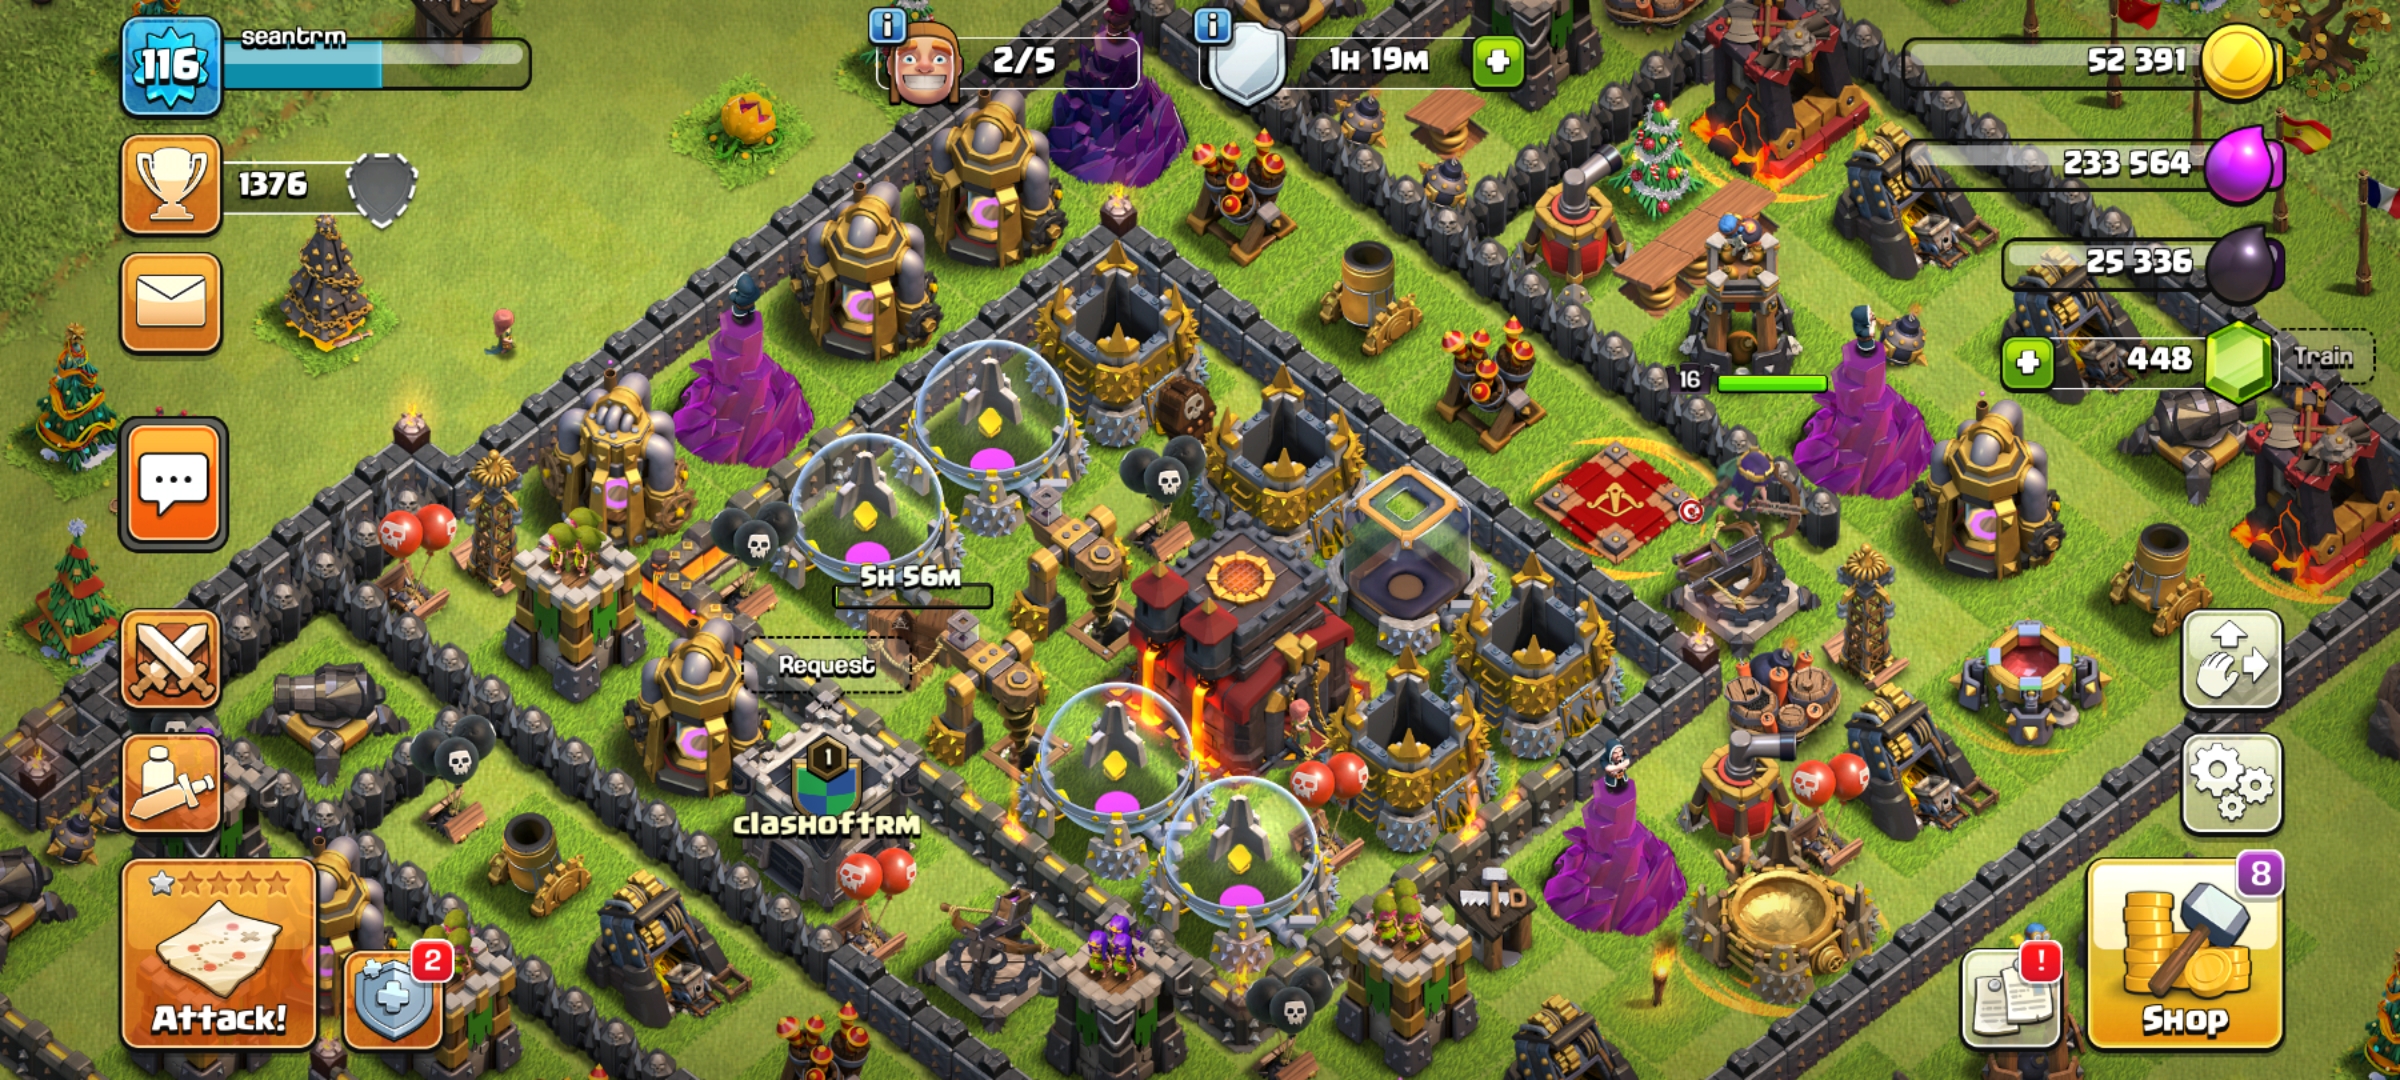 116
seantrm
2/5
1H 19M
52 391
1376
233 564
25 336
448
Train
16
5H 56M
Request
1
clashoftrm
8
2
!
Attack!
Shop